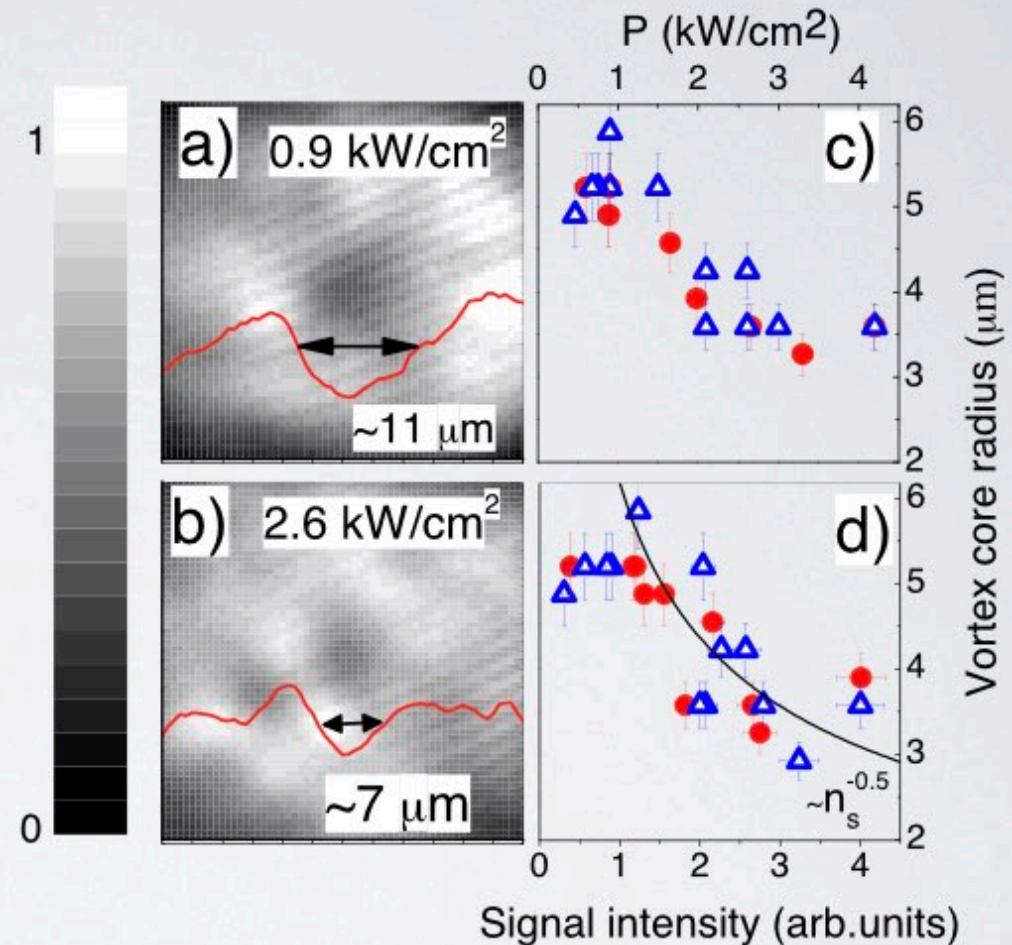 P (kW/cm2)
0 1 2 3 4
1
0
a) 0.9 kW/cm²
~11 μm
c)
6
5
4
3
2
b) 2.6 kW/cm²
~7 μm
d)
~nₛ⁻⁰·⁵
6
5
4
3
2
0 1 2 3 4
Signal intensity (arb.units)
Vortex core radius (μm)